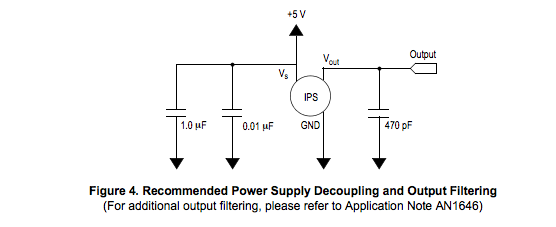 +5 V
Vout
Output
Vs
IPS
1.0 µF
0.01 µF
GND
470 pF
Figure 4. Recommended Power Supply Decoupling and Output Filtering
(For additional output filtering, please refer to Application Note AN1646)